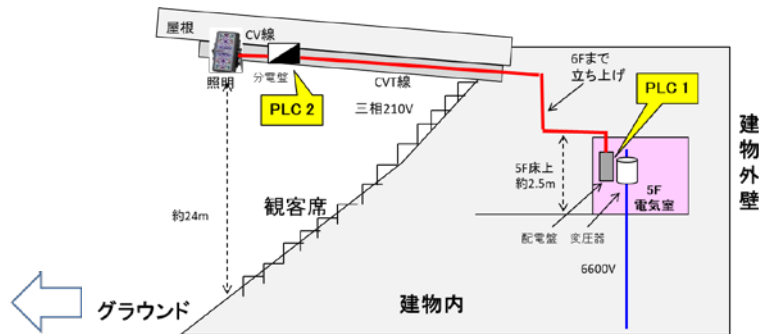 屋根
CV線
照明
分電盤
PLC 2
CVT線
三相210V
6Fまで
立ち上げ
PLC 1
建物外壁
5F床上
約2.5m
5F
電気室
配電盤
変圧器
6600V
約24m
観客席
グラウンド
建物内